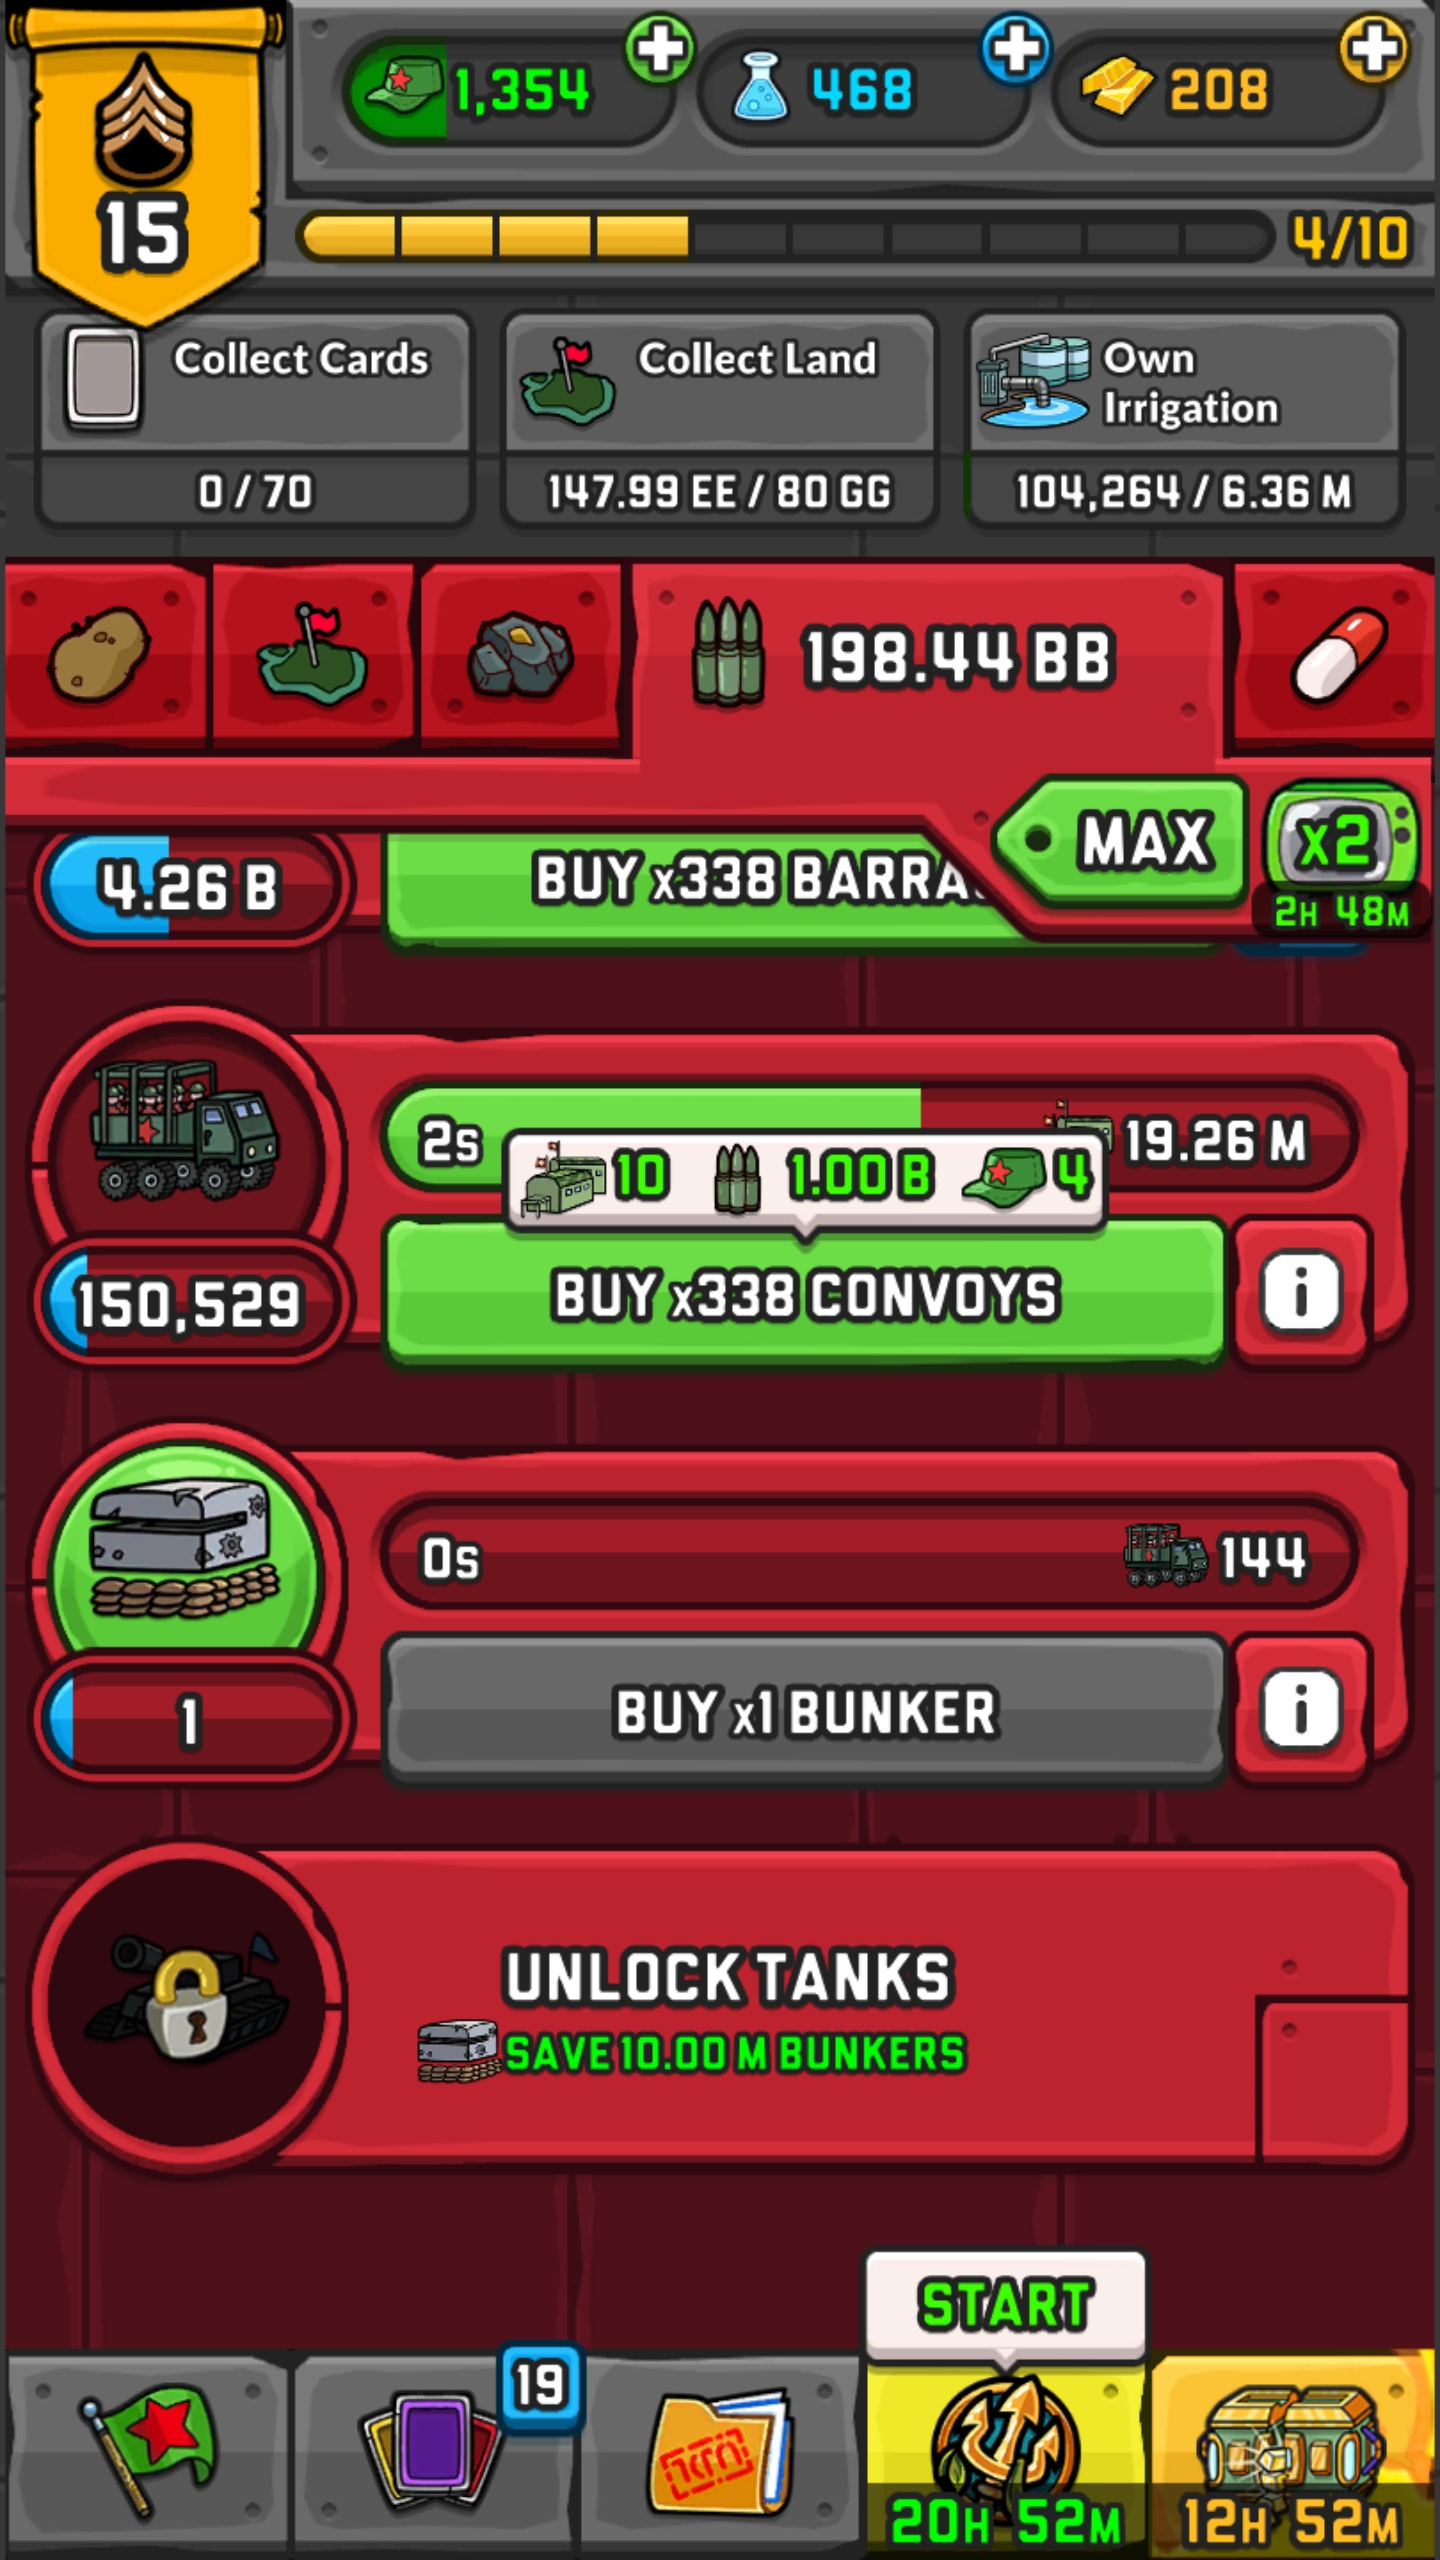 15
1,354
468
208
4/10
Collect Cards
0 / 70
Collect Land
147.99 EE / 80 GG
Own
Irrigation
104,264 / 6.36 M
198.44 BB
MAX
x2
2H 48M
4.26 B
BUY x338 BARRA
2s
19.26 M
10
1.00 B
4
150,529
BUY x338 CONVOYS
i
0s
144
1
BUY x1 BUNKER
i
UNLOCK TANKS
SAVE 10.00 M BUNKERS
START
19
20H 52M
12H 52M